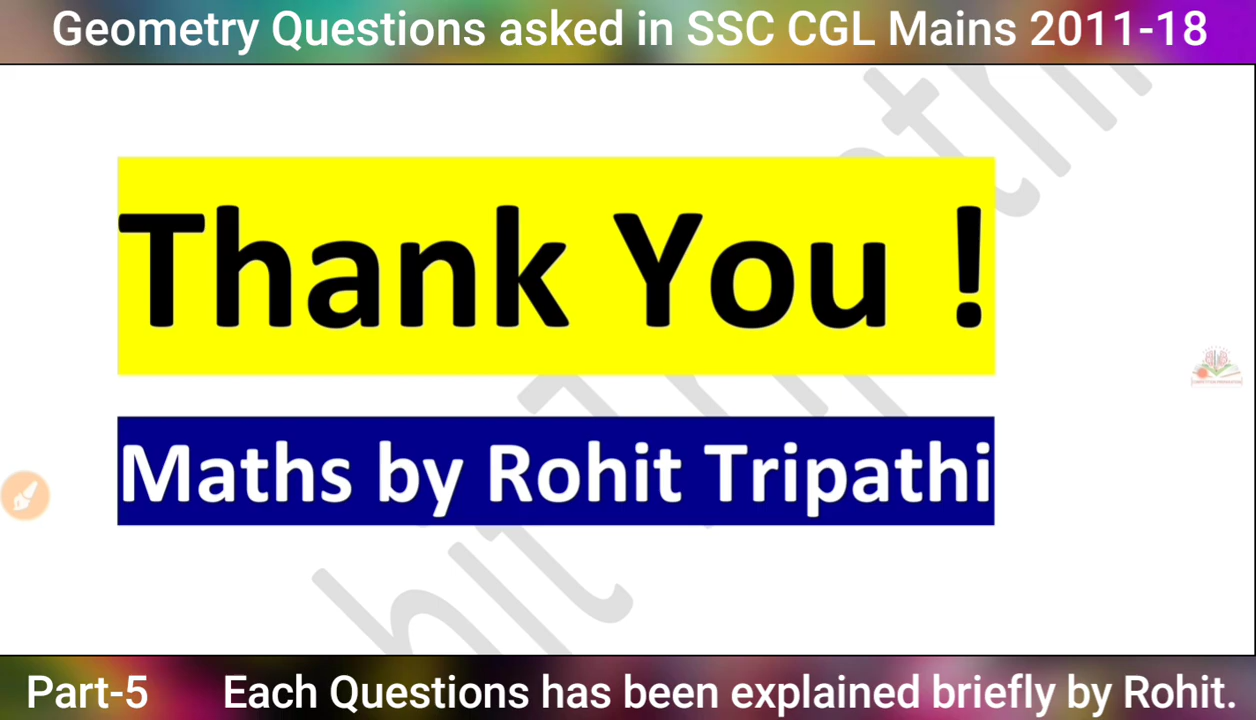 Geometry Questions asked in SSC CGL Mains 2011-18
Thank You !
Maths by Rohit Tripathi
Part-5 Each Questions has been explained briefly by Rohit.